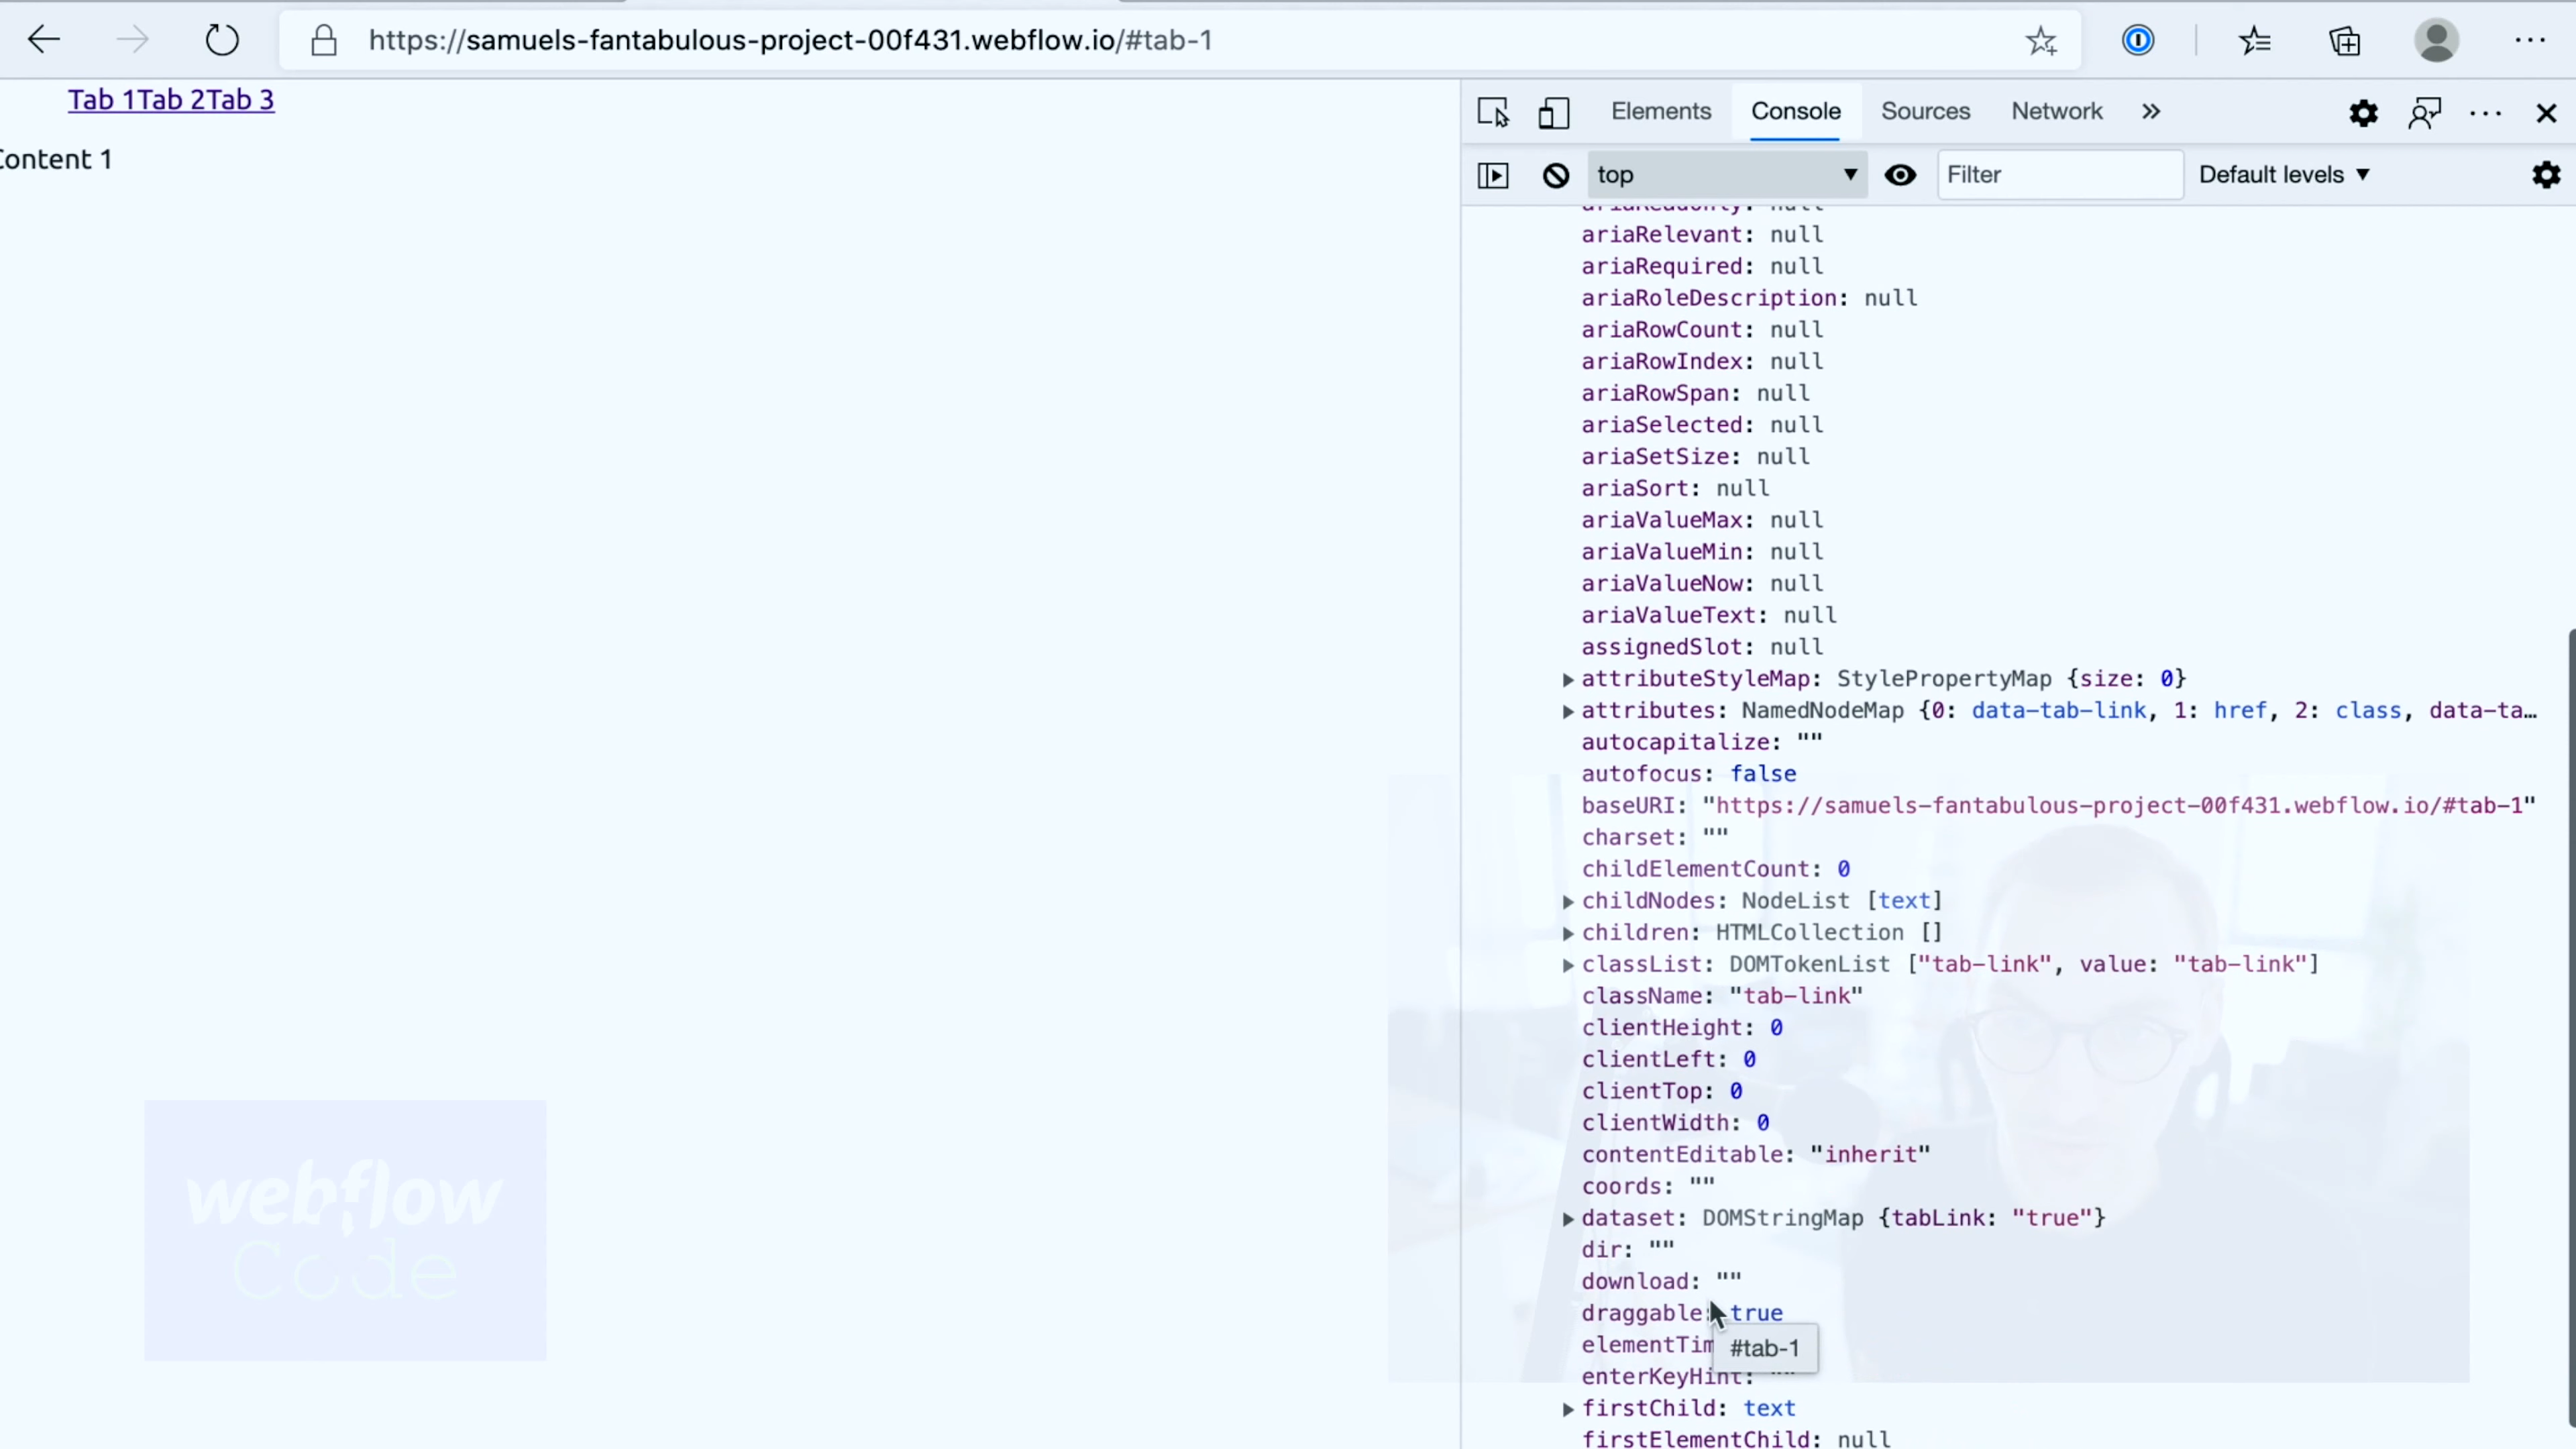 https://samuels-fantabulous-project-00f431.webflow.io/#tab-1
Tab 1Tab 2Tab 3
Content 1
Elements Console Sources Network
top Filter Default levels
ariaReadOnly: null
ariaRelevant: null
ariaRequired: null
ariaRoleDescription: null
ariaRowCount: null
ariaRowIndex: null
ariaRowSpan: null
ariaSelected: null
ariaSetSize: null
ariaSort: null
ariaValueMax: null
ariaValueMin: null
ariaValueNow: null
ariaValueText: null
assignedSlot: null
attributeStyleMap: StylePropertyMap {size: 0}
attributes: NamedNodeMap {0: data-tab-link, 1: href, 2: class, data-ta…
autocapitalize: ""
autofocus: false
baseURI: "https://samuels-fantabulous-project-00f431.webflow.io/#tab-1"
charset: ""
childElementCount: 0
childNodes: NodeList [text]
children: HTMLCollection []
classList: DOMTokenList ["tab-link", value: "tab-link"]
className: "tab-link"
clientHeight: 0
clientLeft: 0
clientTop: 0
clientWidth: 0
contentEditable: "inherit"
coords: ""
dataset: DOMStringMap {tabLink: "true"}
dir: ""
download: ""
draggable: true
elementTim
#tab-1
enterKeyHint: ""
firstChild: text
firstElementChild: null
webflow
Code